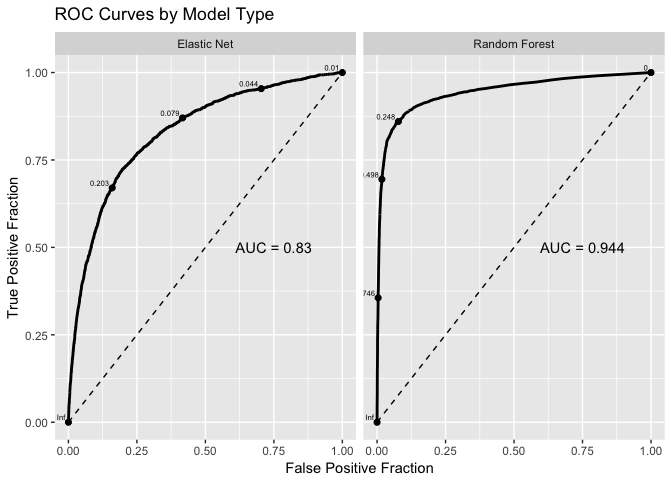 ROC Curves by Model Type
Elastic Net
Random Forest
True Positive Fraction
1.00
0.75
0.50
0.25
0.00
0.01
0.044
0.079
0.203
Inf
AUC = 0.83
0
0.248
.498
746
Inf
AUC = 0.944
0.00 0.25 0.50 0.75 1.00
0.00 0.25 0.50 0.75 1.00
False Positive Fraction